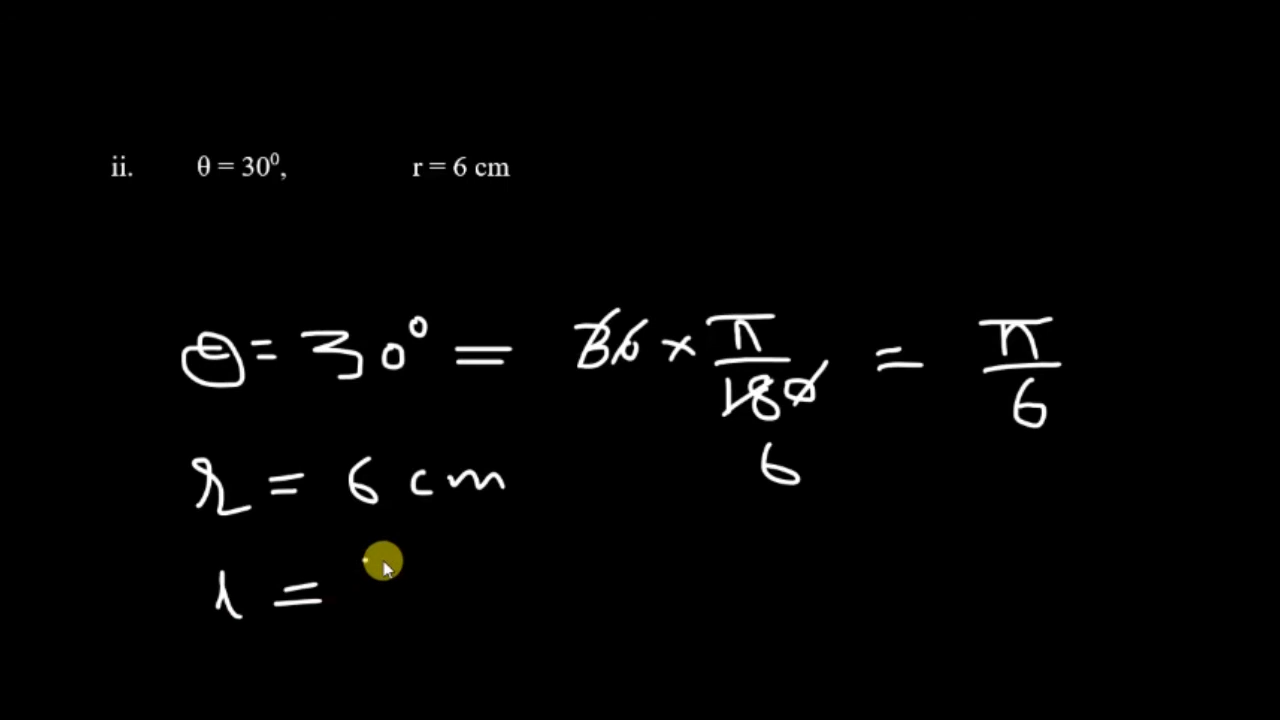 ii. θ = 30⁰, r = 6 cm
θ = 30° = 30 × π/180 = π/6
6
r = 6 cm
l =